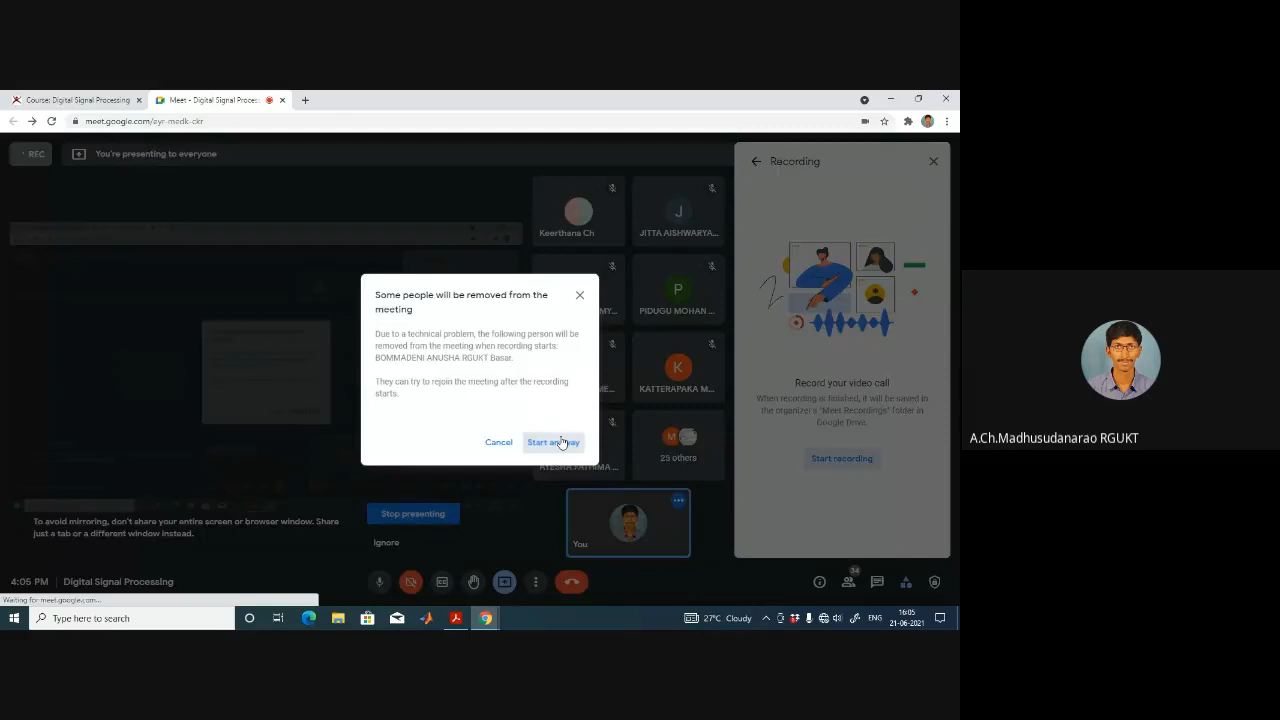 Course: Digital Signal Processing
Meet - Digital Signal Proces
meet.google.com/eyr-medk-ckr
REC
You're presenting to everyone
Recording
Keerthana Ch
J
JITTA AISHWARYA...
MY...
P
PIDUGU MOHAN ...
Some people will be removed from the
meeting
Due to a technical problem, the following person will be
removed from the meeting when recording starts:
BOMMADENI ANUSHA RGUKT Basar.
They can try to rejoin the meeting after the recording
starts.
Cancel
Start anyway
ME...
K
KATTERAPAKA M...
AYESHA FATHIMA ...
M
25 others
Record your video call
When recording is finished, it will be saved in
the organizer's "Meet Recordings" folder in
Google Drive.
Start recording
A.Ch.Madhusudanarao RGUKT
Stop presenting
To avoid mirroring, don't share your entire screen or browser window. Share
just a tab or a different window instead.
Ignore
You
4:05 PM | Digital Signal Processing
34
Waiting for meet.google.com...
Type here to search
27°C Cloudy
ENG
16:05
21-06-2021